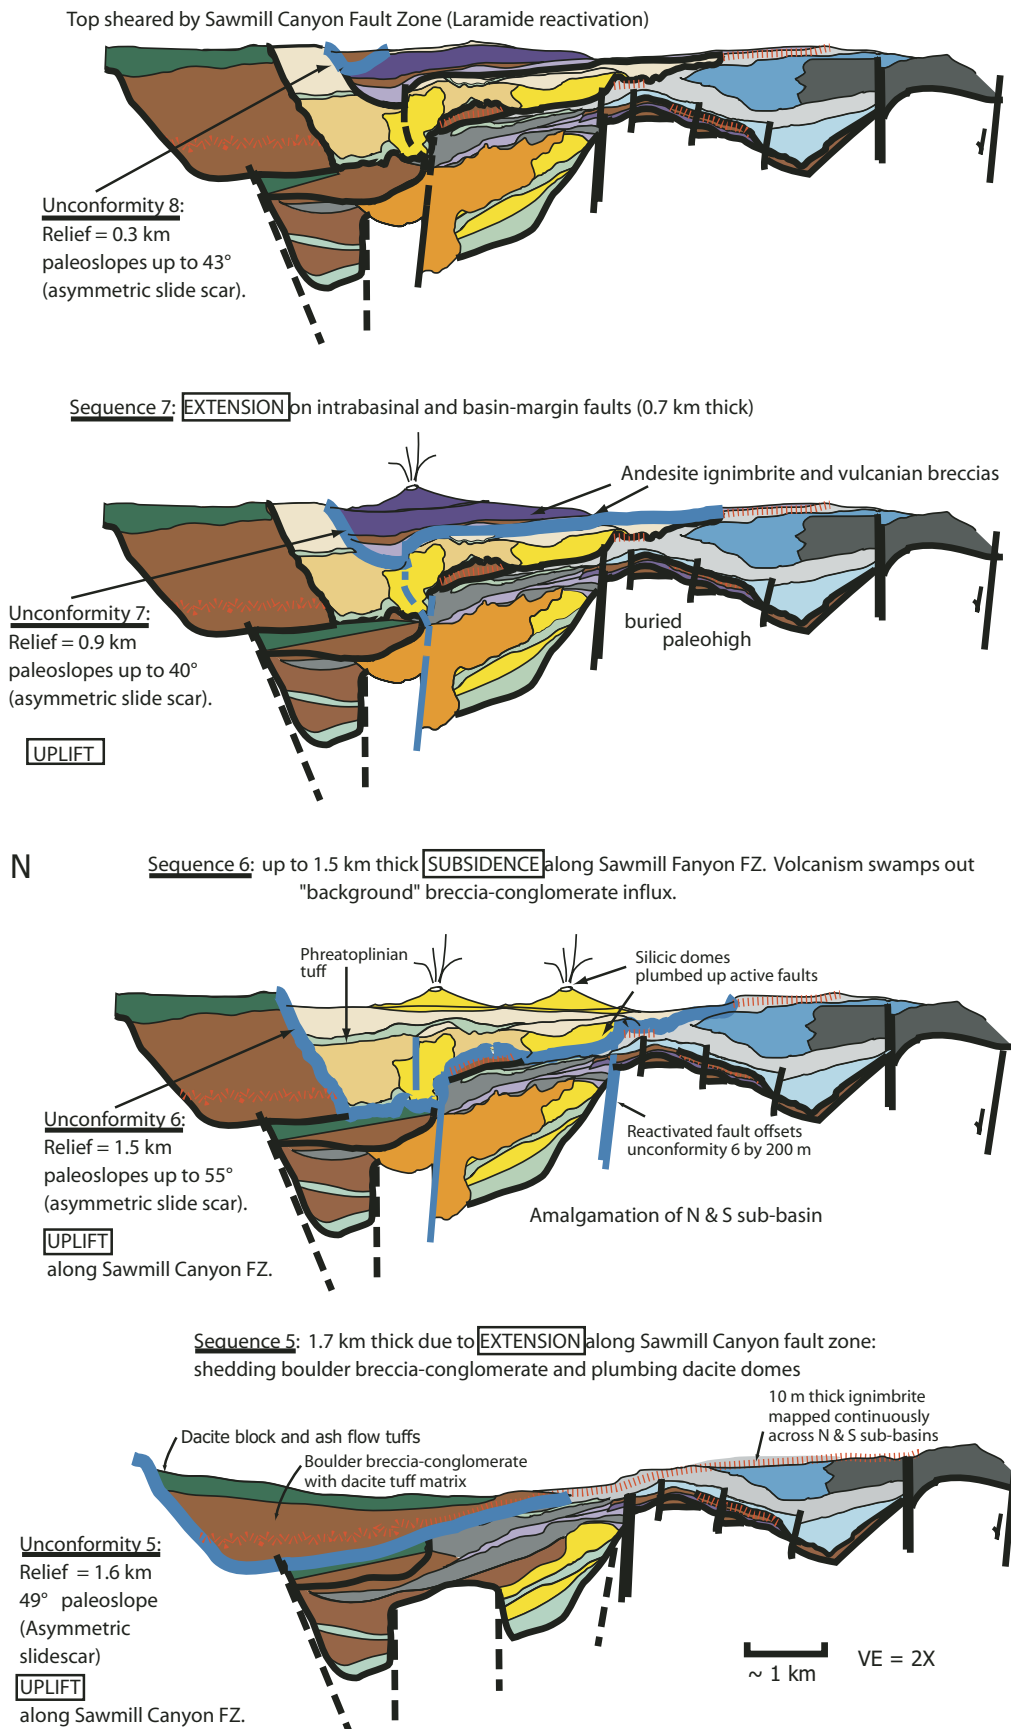 Top sheared by Sawmill Canyon Fault Zone (Laramide reactivation)
Unconformity 8:
Relief = 0.3 km
paleoslopes up to 43°
(asymmetric slide scar).
Sequence 7: EXTENSION on intrabasinal and basin-margin faults (0.7 km thick)
Andesite ignimbrite and vulcanian breccias
Unconformity 7:
Relief = 0.9 km
paleoslopes up to 40°
(asymmetric slide scar).
buried
paleohigh
UPLIFT
N
Sequence 6: up to 1.5 km thick SUBSIDENCE along Sawmill Fanyon FZ. Volcanism swamps out
"background" breccia-conglomerate influx.
Phreatoplinian
tuff
Silicic domes
plumbed up active faults
Unconformity 6:
Relief = 1.5 km
paleoslopes up to 55°
(asymmetric slide scar).
Reactivated fault offsets
unconformity 6 by 200 m
Amalgamation of N & S sub-basin
UPLIFT
along Sawmill Canyon FZ.
Sequence 5: 1.7 km thick due to EXTENSION along Sawmill Canyon fault zone:
shedding boulder breccia-conglomerate and plumbing dacite domes
10 m thick ignimbrite
mapped continuously
across N & S sub-basins
Dacite block and ash flow tuffs
Boulder breccia-conglomerate
with dacite tuff matrix
Unconformity 5:
Relief = 1.6 km
49° paleoslope
(Asymmetric
slidescar)
UPLIFT
along Sawmill Canyon FZ.
~ 1 km
VE = 2X